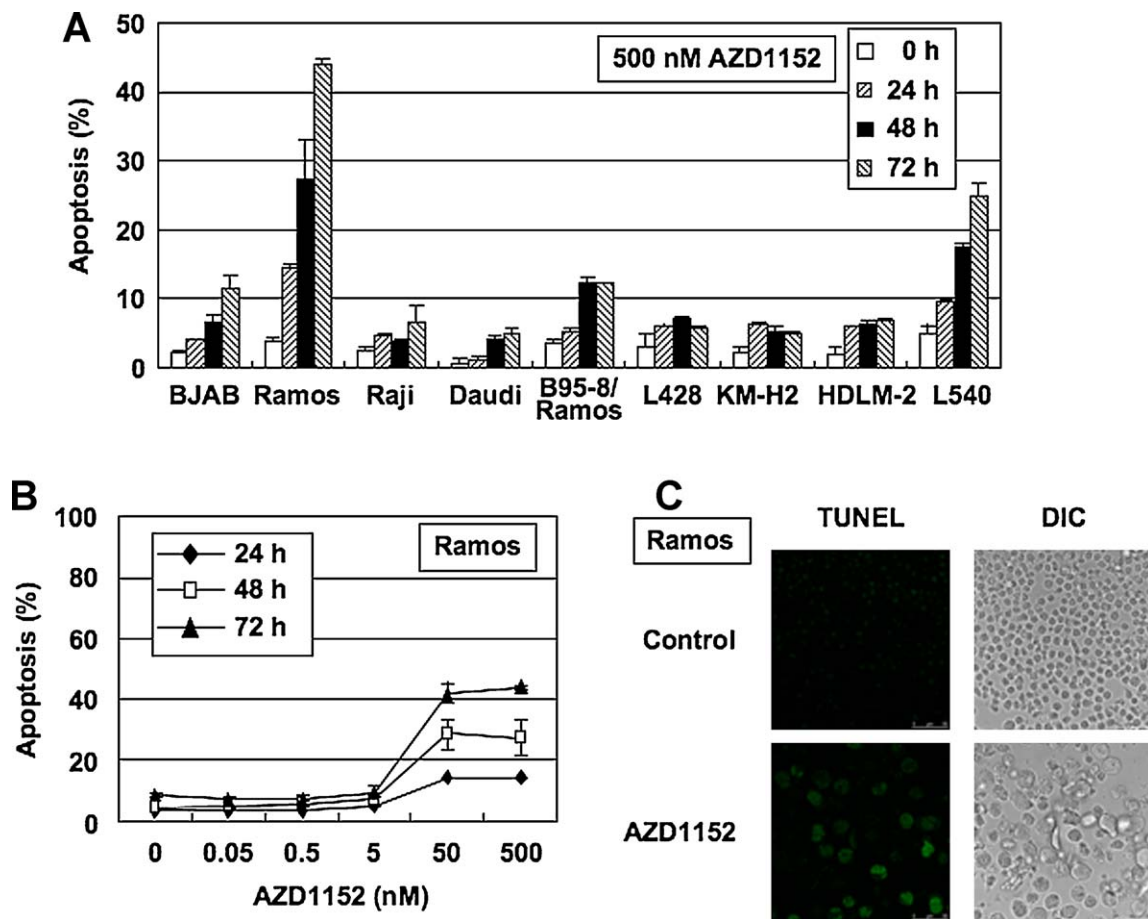 A
50
40
30
20
10
0
Apoptosis (%)
500 nM AZD1152
0 h
24 h
48 h
72 h
BJAB Ramos Raji Daudi B95-8/ L428 KM-H2 HDLM-2 L540
Ramos
B
100
80
60
40
20
0
Apoptosis (%)
24 h
48 h
72 h
Ramos
0 0.05 0.5 5 50 500
AZD1152 (nM)
C
Ramos
TUNEL DIC
Control
AZD1152